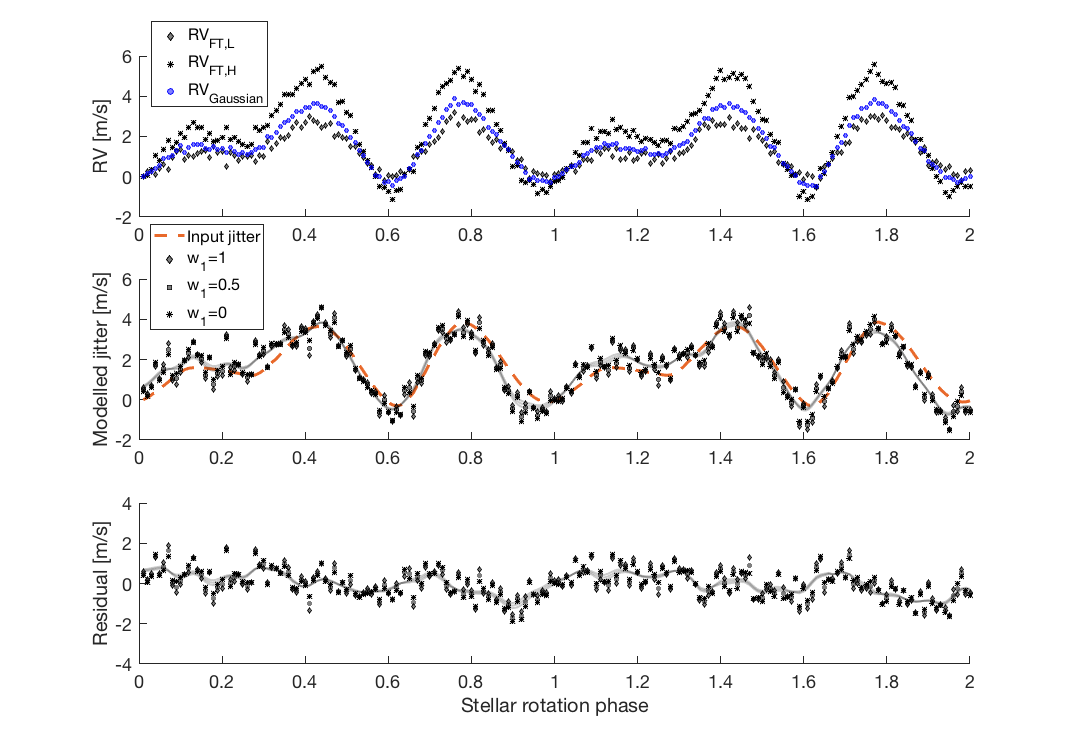 RV_FT,L
RV_FT,H
RV_Gaussian
6
4
2
0
-2
RV [m/s]
0 0.2 0.4 0.6 0.8 1 1.2 1.4 1.6 1.8 2
Input jitter
w_1=1
w_1=0.5
w_1=0
6
4
2
0
-2
Modelled jitter [m/s]
0 0.2 0.4 0.6 0.8 1 1.2 1.4 1.6 1.8 2
4
2
0
-2
-4
Residual [m/s]
0 0.2 0.4 0.6 0.8 1 1.2 1.4 1.6 1.8 2
Stellar rotation phase